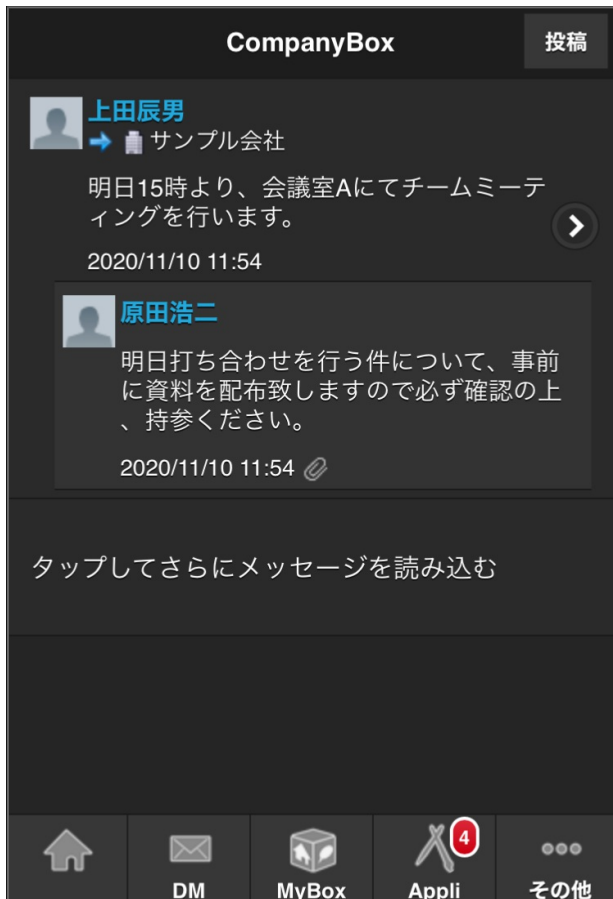 CompanyBox
投稿
上田辰男
サンプル会社
明日15時より、会議室Aにてチームミーテ
ィングを行います。
2020/11/10 11:54
原田浩二
明日打ち合わせを行う件について、事前
に資料を配布致しますので必ず確認の上
、持参ください。
2020/11/10 11:54
タップしてさらにメッセージを読み込む
4
DM
MyBox
Appli
その他